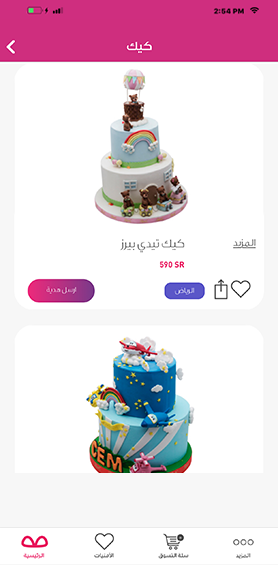 2:54 PM
كيك
كيك تيدي بيرز
المزيد
590 SR
ارسل هدية
الرياض
CEM
الرئيسية
الأمنيات
سلة التسوق
المزيد